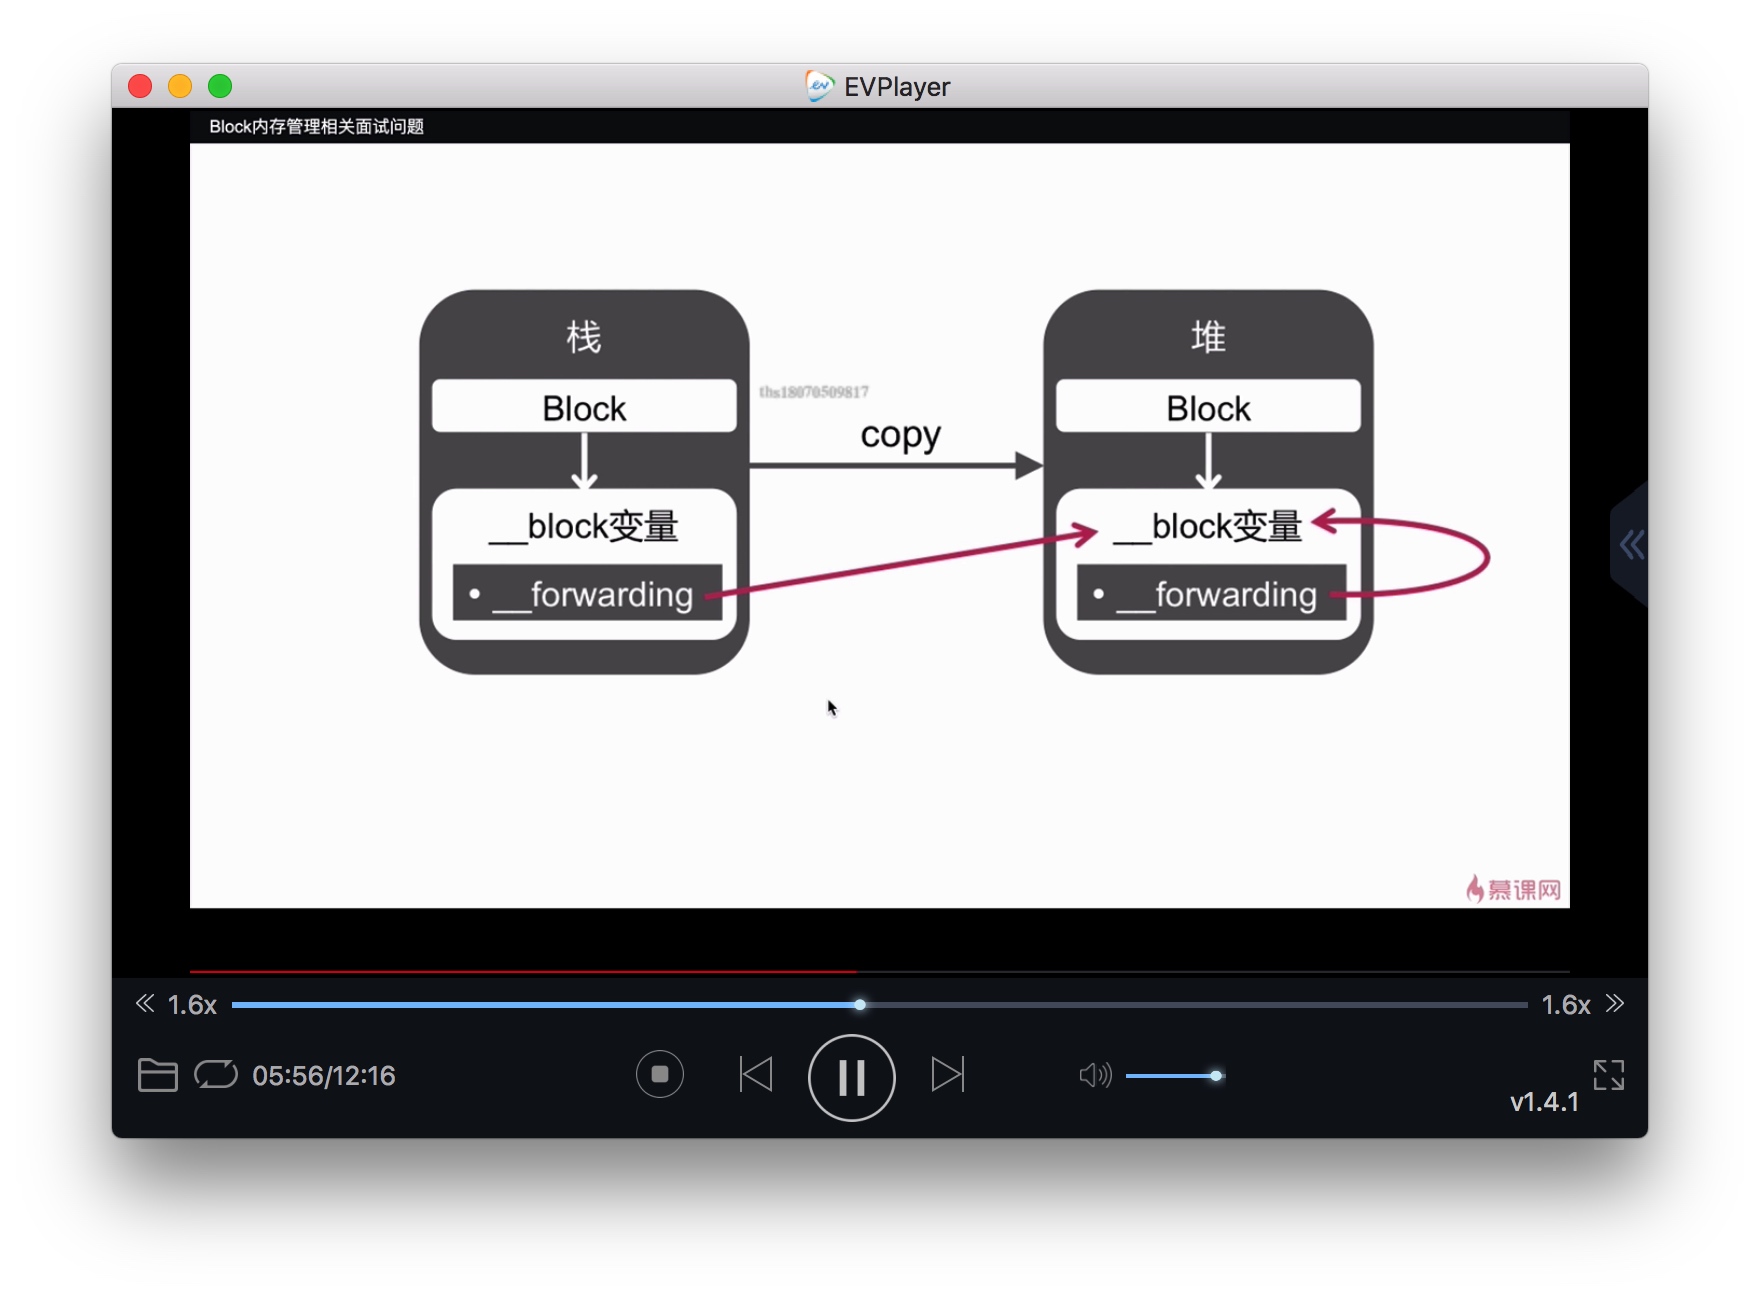 EVPlayer
Block内存管理相关面试问题
栈
Block
__block变量
• __forwarding
ths18070509817
copy
堆
Block
__block变量
• __forwarding
慕课网
1.6x
1.6x
05:56/12:16
v1.4.1